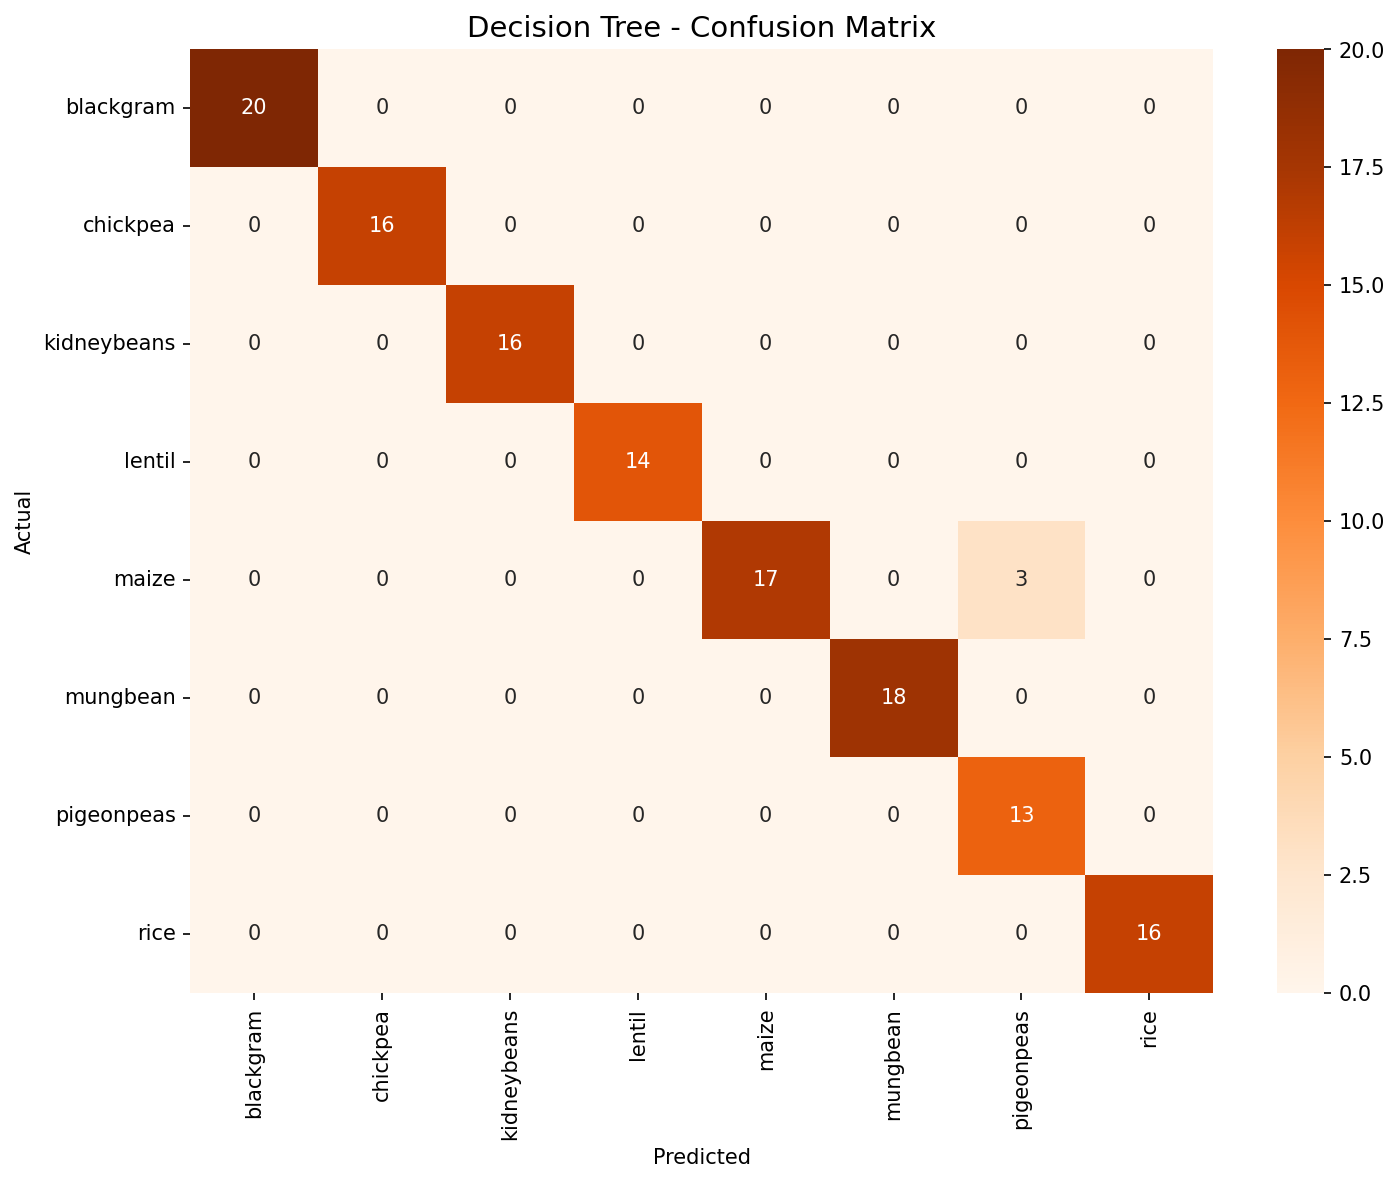 Decision Tree - Confusion Matrix
blackgram 20 0 0 0 0 0 0 0
chickpea 0 16 0 0 0 0 0 0
kidneybeans 0 0 16 0 0 0 0 0
lentil 0 0 0 14 0 0 0 0
maize 0 0 0 0 17 0 3 0
mungbean 0 0 0 0 0 18 0 0
pigeonpeas 0 0 0 0 0 0 13 0
rice 0 0 0 0 0 0 0 16
Actual
blackgram
chickpea
kidneybeans
lentil
maize
mungbean
pigeonpeas
rice
Predicted
20.0
17.5
15.0
12.5
10.0
7.5
5.0
2.5
0.0